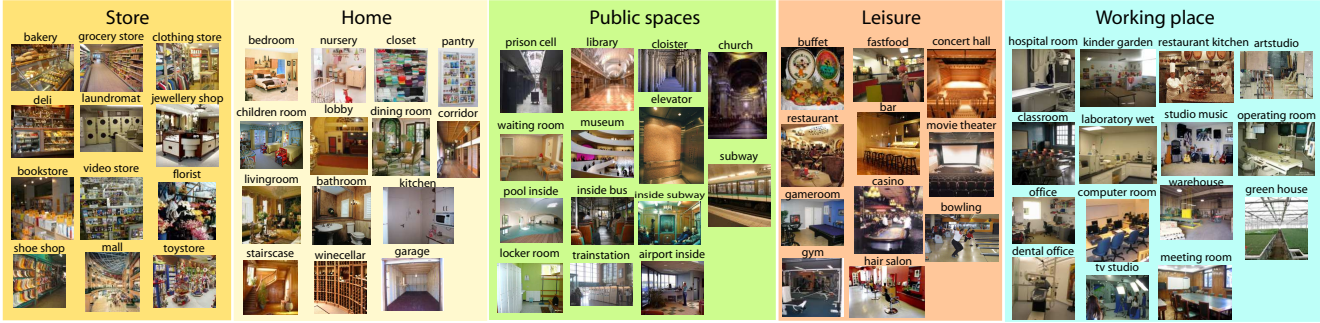 Store
bakery
grocery store
clothing store
deli
laundromat
jewellery shop
bookstore
video store
florist
shoe shop
mall
toystore
Home
bedroom
nursery
closet
pantry
children room
lobby
dining room
corridor
livingroom
bathroom
kitchen
stairscase
winecellar
garage
Public spaces
prison cell
library
cloister
church
waiting room
museum
elevator
subway
pool inside
inside bus
inside subway
locker room
trainstation
airport inside
Leisure
buffet
fastfood
concert hall
restaurant
bar
movie theater
gameroom
casino
bowling
gym
hair salon
Working place
hospital room
kinder garden
restaurant kitchen
artstudio
classroom
laboratory wet
studio music
operating room
office
computer room
warehouse
green house
dental office
tv studio
meeting room